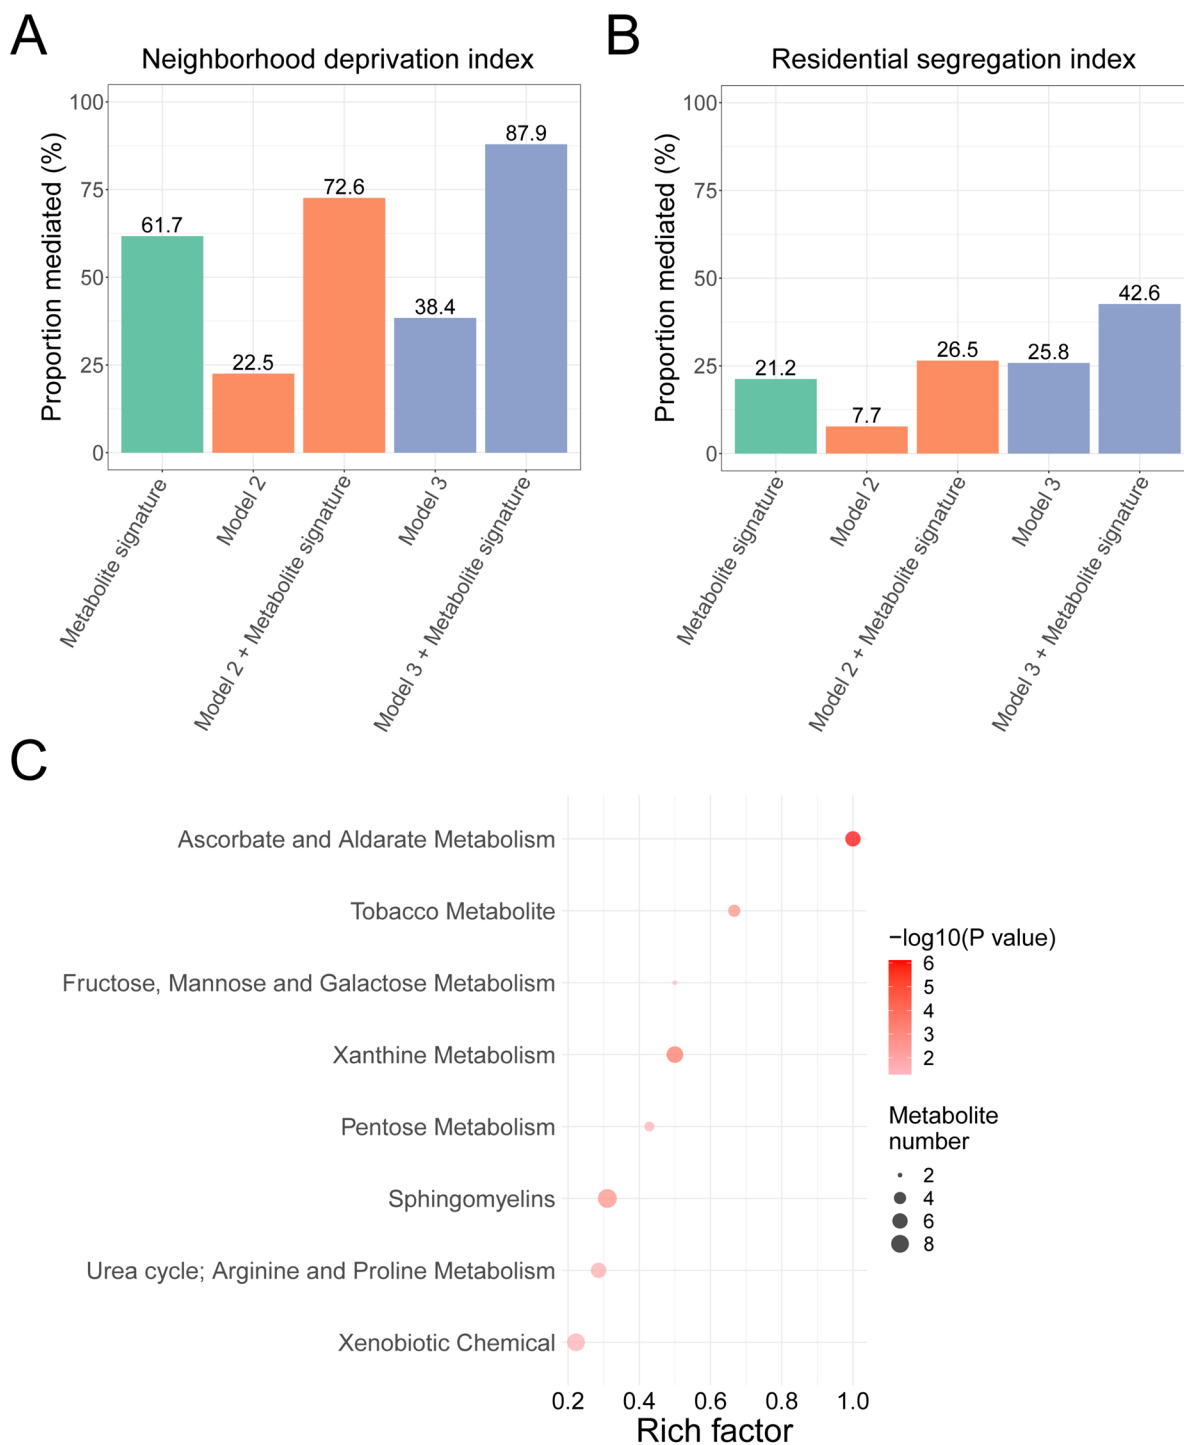 A
Neighborhood deprivation index
Proportion mediated (%)
100
75
50
25
0
61.7
22.5
72.6
38.4
87.9
Metabolite signature
Model 2
Model 2 + Metabolite signature
Model 3
Model 3 + Metabolite signature
B
Residential segregation index
Proportion mediated (%)
100
75
50
25
0
21.2
7.7
26.5
25.8
42.6
Metabolite signature
Model 2
Model 2 + Metabolite signature
Model 3
Model 3 + Metabolite signature
C
Ascorbate and Aldarate Metabolism
Tobacco Metabolite
Fructose, Mannose and Galactose Metabolism
Xanthine Metabolism
Pentose Metabolism
Sphingomyelins
Urea cycle; Arginine and Proline Metabolism
Xenobiotic Chemical
0.2 0.4 0.6 0.8 1.0
Rich factor
−log10(P value)
6
5
4
3
2
Metabolite
number
2
4
6
8